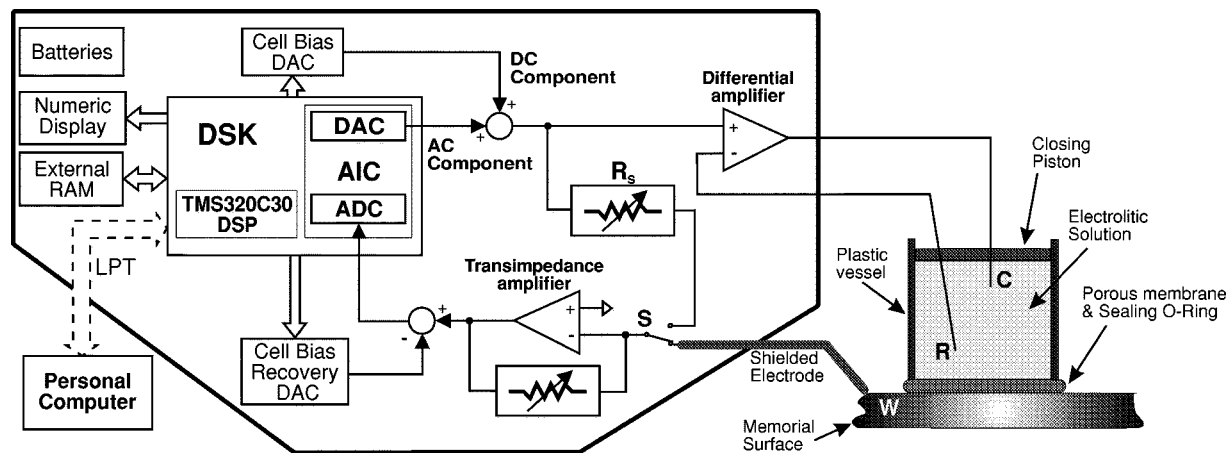 Batteries
Numeric
Display
External
RAM
LPT
Personal
Computer
Cell Bias
DAC
DSK
TMS320C30
DSP
DAC
AIC
ADC
Cell Bias
Recovery
DAC
DC
Component
AC
Component
+
+
Rs
Differential
amplifier
+
-
Transimpedance
amplifier
+
-
+
-
S
Shielded
Electrode
Closing
Piston
Electrolitic
Solution
Plastic
vessel
C
R
Porous membrane
& Sealing O-Ring
W
Memorial
Surface